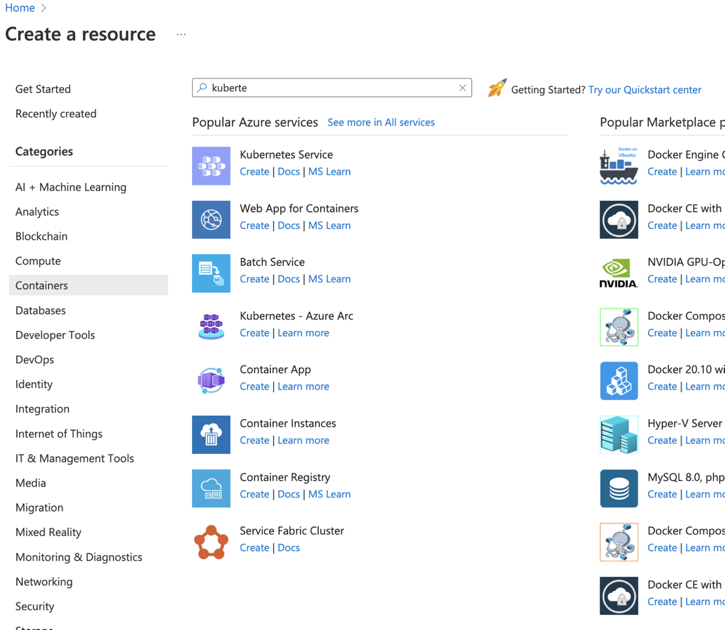 Home >
Create a resource ...
Get Started
Recently created
Categories
AI + Machine Learning
Analytics
Blockchain
Compute
Containers
Databases
Developer Tools
DevOps
Identity
Integration
Internet of Things
IT & Management Tools
Media
Migration
Mixed Reality
Monitoring & Diagnostics
Networking
Security
kuberte
Getting Started? Try our Quickstart center
Popular Azure services See more in All services
Kubernetes Service
Create | Docs | MS Learn
Web App for Containers
Create | Docs | MS Learn
Batch Service
Create | Docs | MS Learn
Kubernetes - Azure Arc
Create | Learn more
Container App
Create | Learn more
Container Instances
Create | Learn more
Container Registry
Create | Docs | MS Learn
Service Fabric Cluster
Create | Docs
Popular Marketplace p
Docker on
Ubuntu
Docker Engine C
Create | Learn mo
Docker CE with
Create | Learn mo
NVIDIA.
NVIDIA GPU-Op
Create | Learn mo
Docker Compos
Create | Learn mo
Docker 20.10 wi
Create | Learn mo
Hyper-V Server
Create | Learn mo
MySQL 8.0, php
Create | Learn mo
Docker Compos
Create | Learn mo
Docker CE with
Create | Learn mo